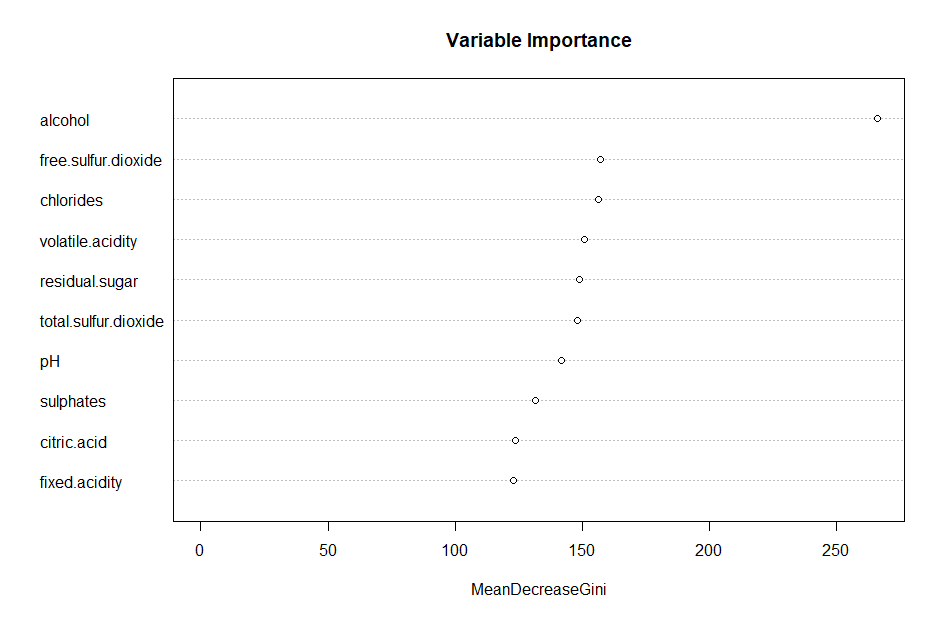 Variable Importance
alcohol
free.sulfur.dioxide
chlorides
volatile.acidity
residual.sugar
total.sulfur.dioxide
pH
sulphates
citric.acid
fixed.acidity
0 50 100 150 200 250
MeanDecreaseGini